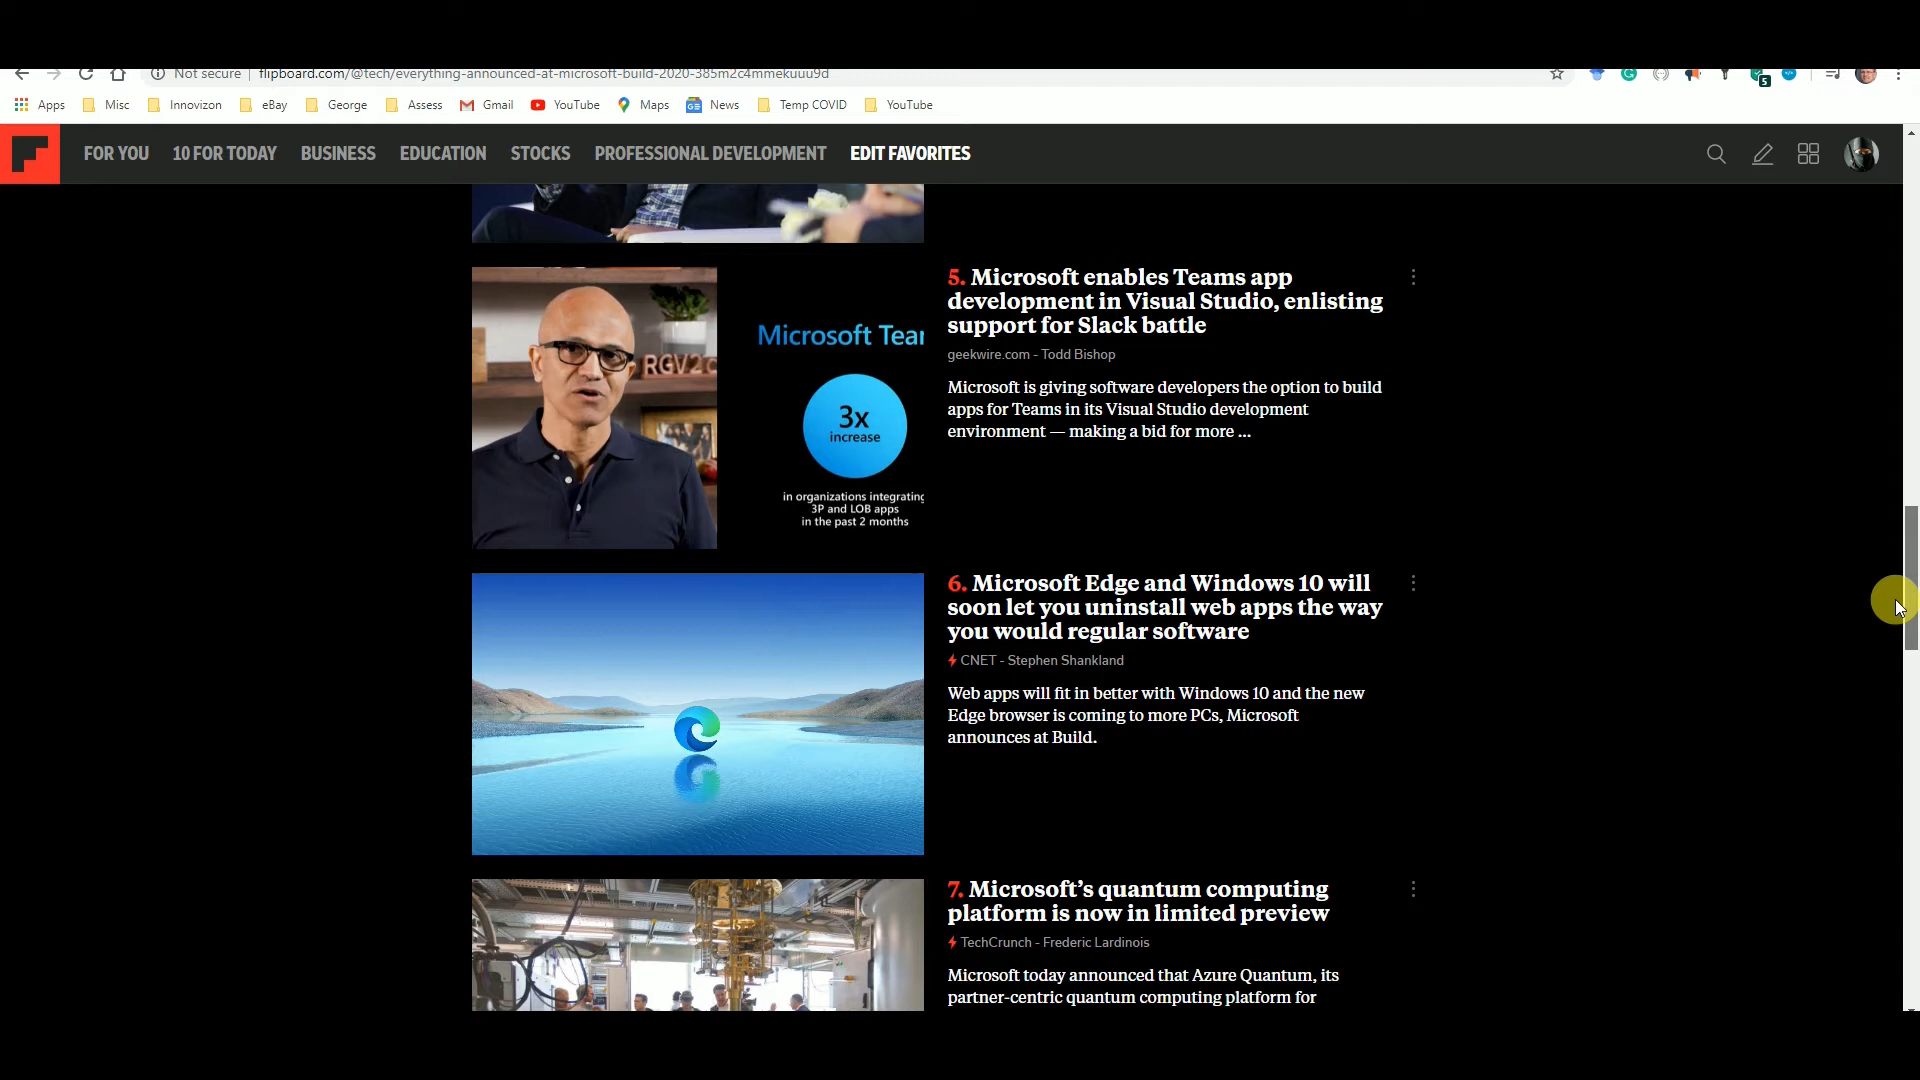 Not secure | flipboard.com/@tech/everything-announced-at-microsoft-build-2020-385m2c4mmekuuu9d
5
Apps Misc Innovizon eBay George Assess Gmail YouTube Maps News Temp COVID YouTube
FOR YOU 10 FOR TODAY BUSINESS EDUCATION STOCKS PROFESSIONAL DEVELOPMENT EDIT FAVORITES
RGV2c
Microsoft Tear
3x
increase
in organizations integrating
3P and LOB apps
in the past 2 months
5. Microsoft enables Teams app
development in Visual Studio, enlisting
support for Slack battle
geekwire.com - Todd Bishop
Microsoft is giving software developers the option to build
apps for Teams in its Visual Studio development
environment — making a bid for more ...
6. Microsoft Edge and Windows 10 will
soon let you uninstall web apps the way
you would regular software
CNET - Stephen Shankland
Web apps will fit in better with Windows 10 and the new
Edge browser is coming to more PCs, Microsoft
announces at Build.
7. Microsoft’s quantum computing
platform is now in limited preview
TechCrunch - Frederic Lardinois
Microsoft today announced that Azure Quantum, its
partner-centric quantum computing platform for